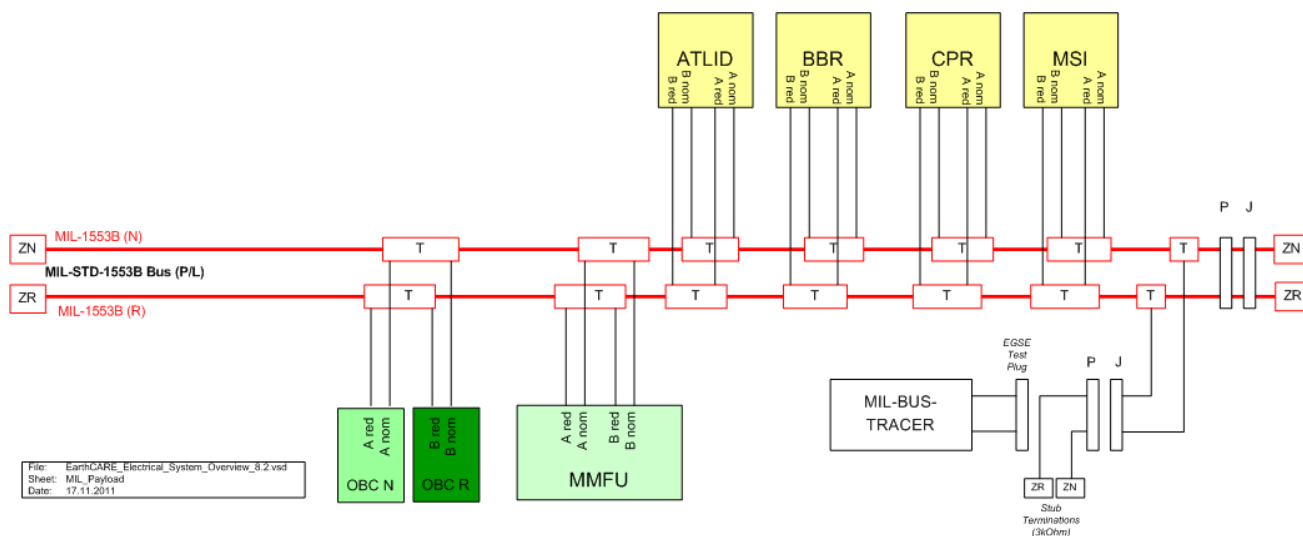 ATLID
B red
B nom
A red
A nom
BBR
B red
B nom
A red
A nom
CPR
B red
B nom
A red
A nom
MSI
B red
B nom
A red
A nom
P J
ZN
MIL-1553B (N)
T
T
T
T
T
T
T
ZN
MIL-STD-1553B Bus (P/L)
ZR
MIL-1553B (R)
T
T
T
T
T
T
T
ZR
EGSE
Test
Plug
P J
MIL-BUS-
TRACER
A red
A nom
OBC N
B red
B nom
OBC R
A red
A nom
B red
B nom
MMFU
ZR
ZN
Stub
Terminations
(3kOhm)
File: EarthCARE_Electrical_System_Overview_8.2.vsd
Sheet: MIL_Payload
Date: 17.11.2011